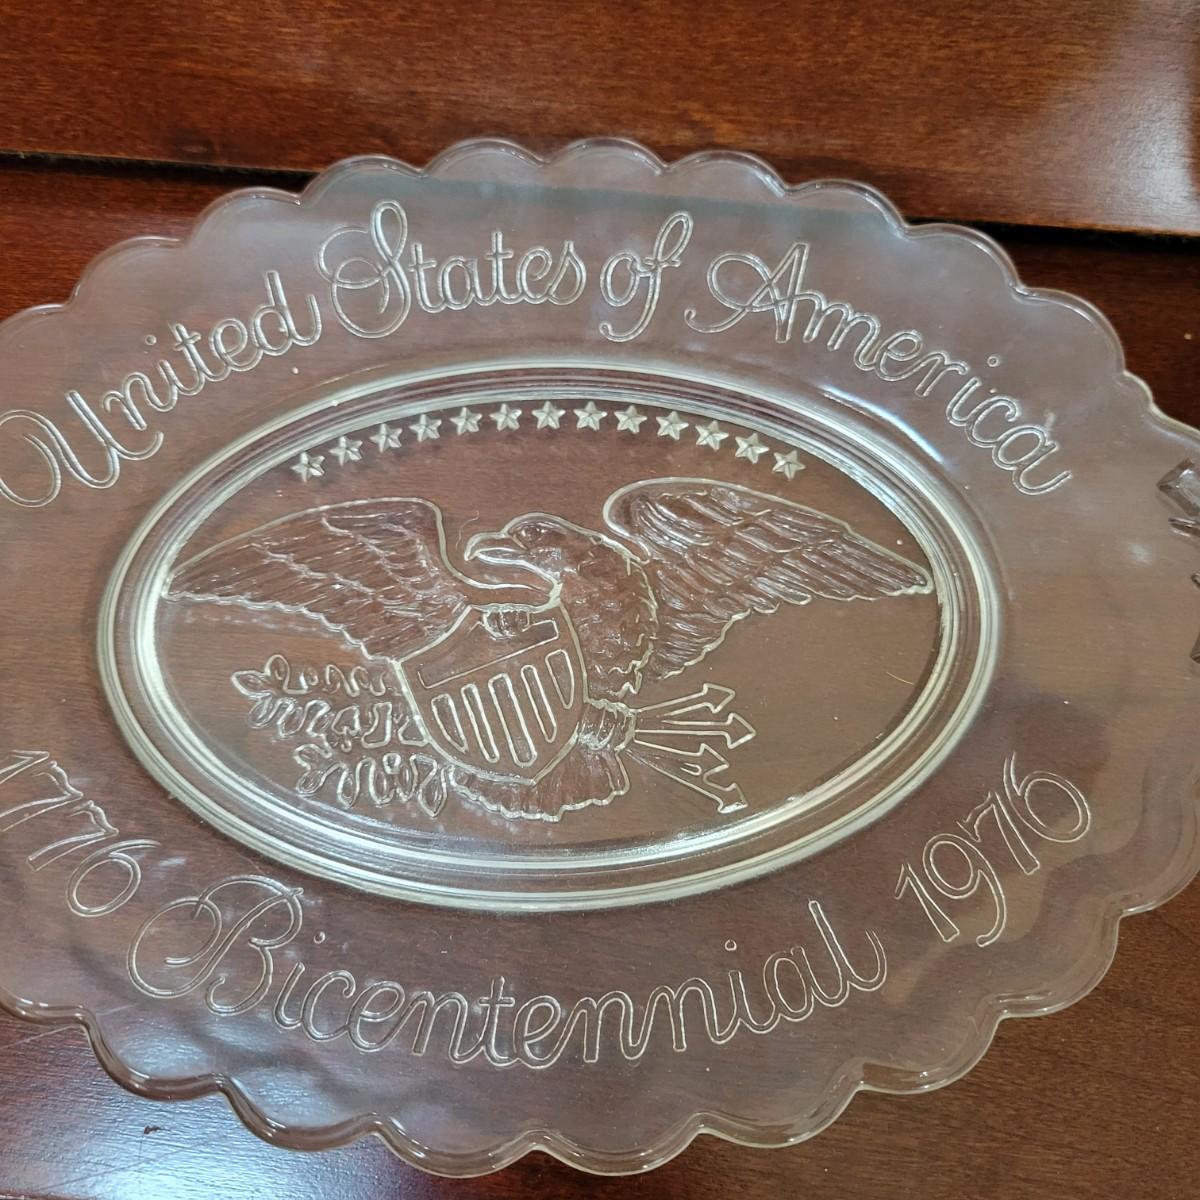 United States of America
1776 Bicentennial 1976